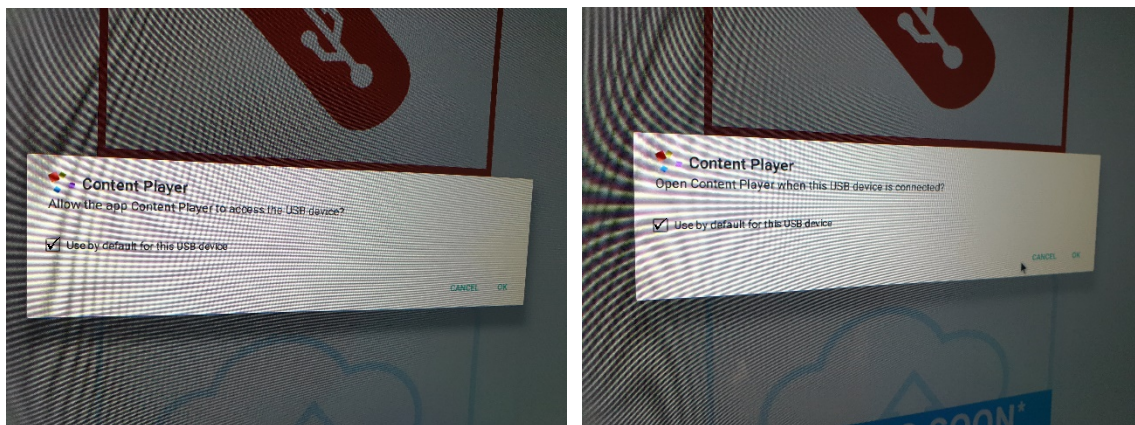 Content Player
Allow the app Content Player to access the USB device?
Use by default for this USB device
CANCEL OK
Content Player
Open Content Player when this USB device is connected?
Use by default for this USB device
CANCEL OK
SOON*